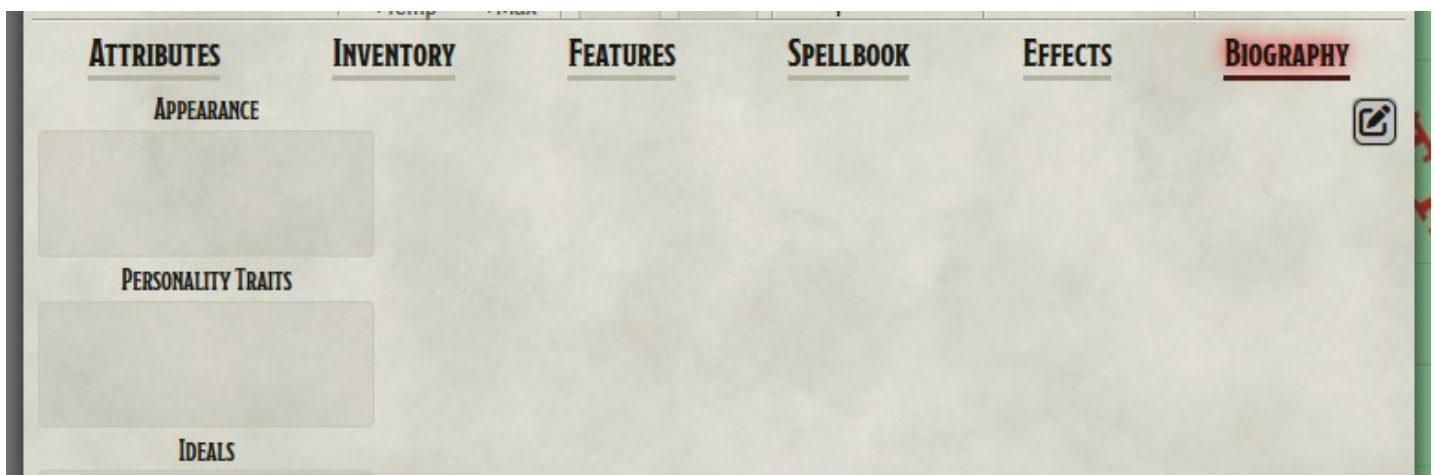 Attributes Inventory Features Spellbook Effects Biography
Appearance
Personality Traits
Ideals